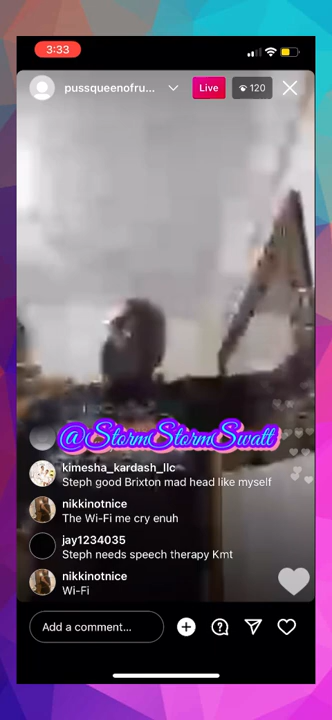 3:33
pussqueenofru...
Live
120
@StormStormSwatt
kimesha_kardash_llc
Steph good Brixton mad head like myself
nikkinotnice
The Wi-Fi me cry enuh
jay1234035
Steph needs speech therapy Kmt
nikkinotnice
Wi-Fi
Add a comment...